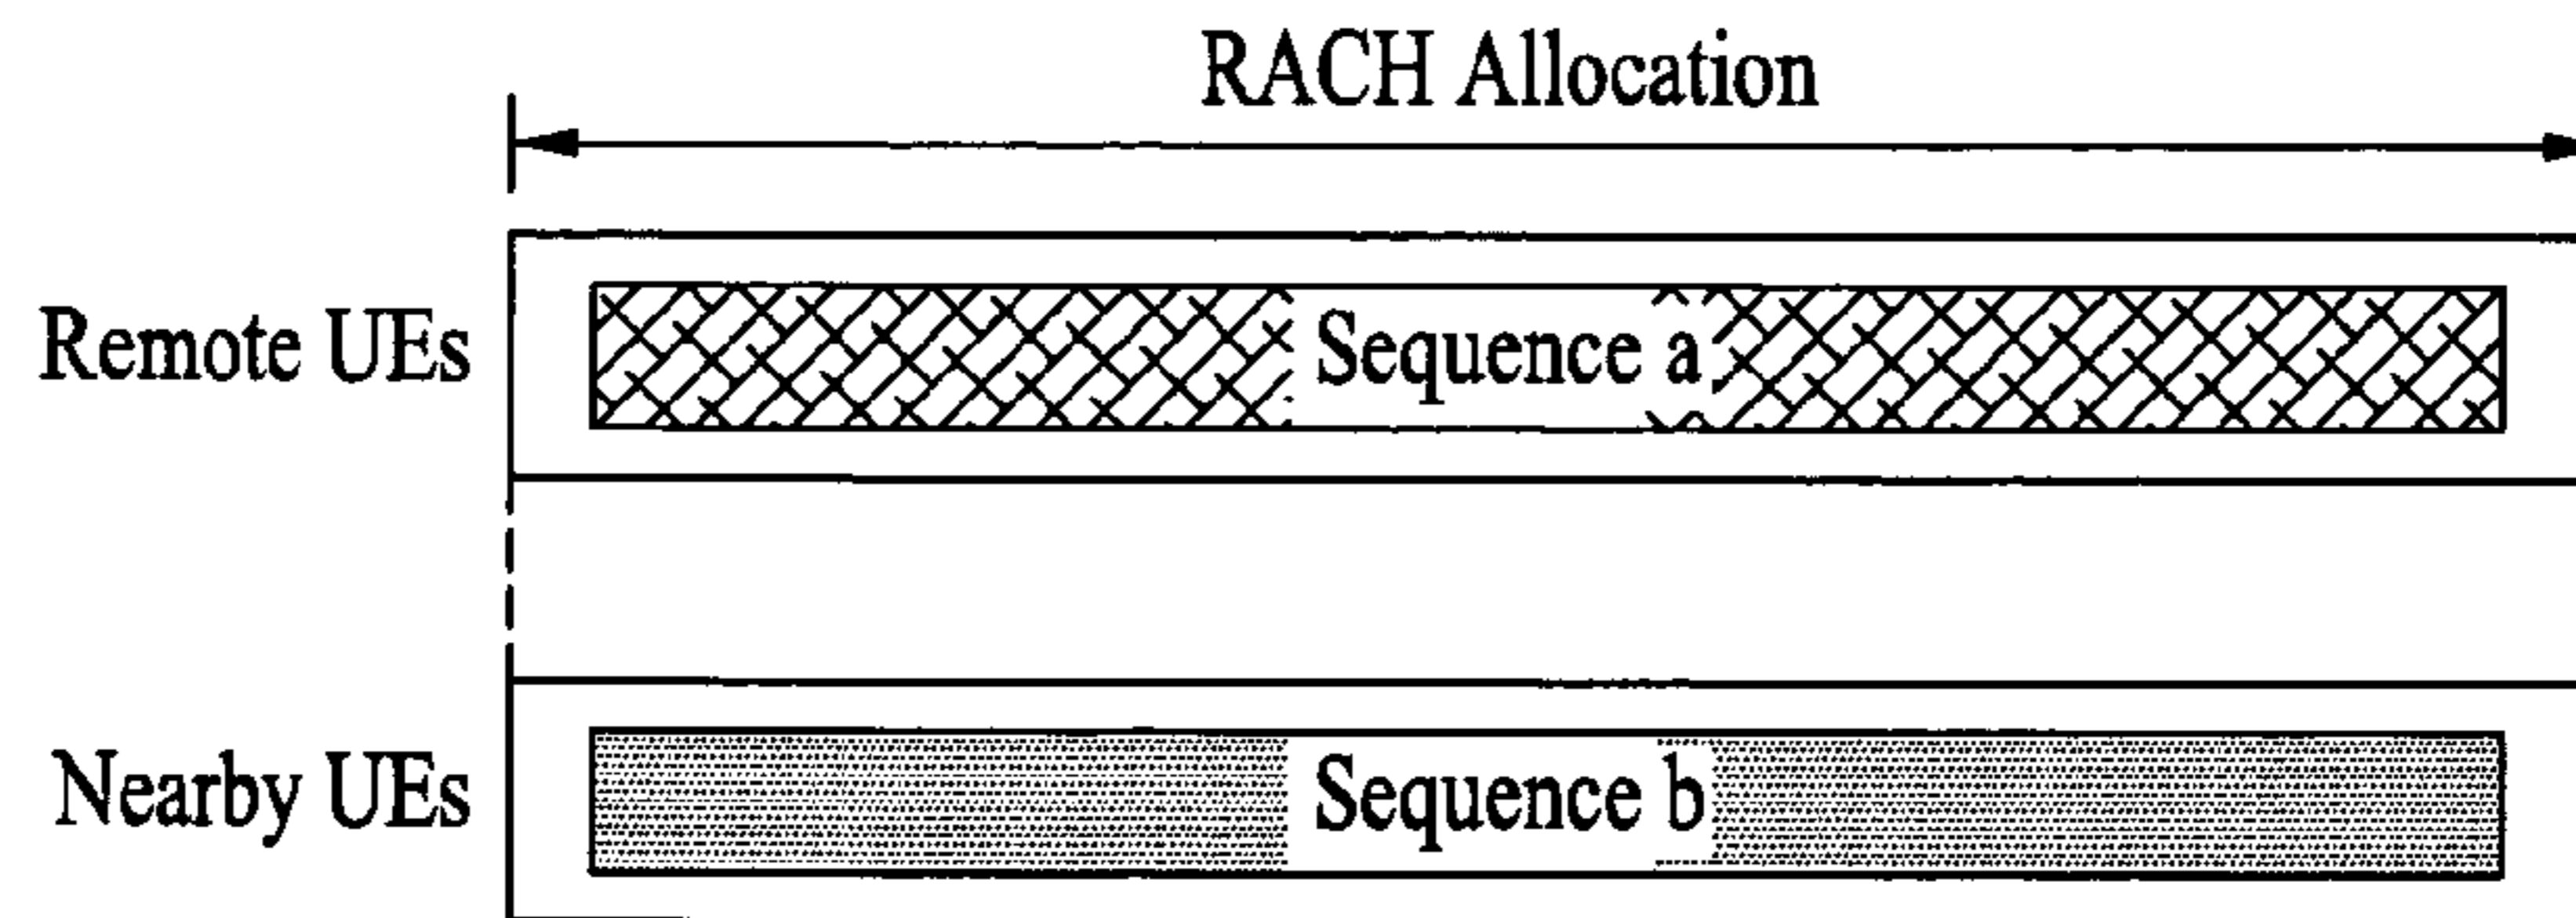 RACH Allocation
Remote UEs
Sequence a
Nearby UEs
Sequence b